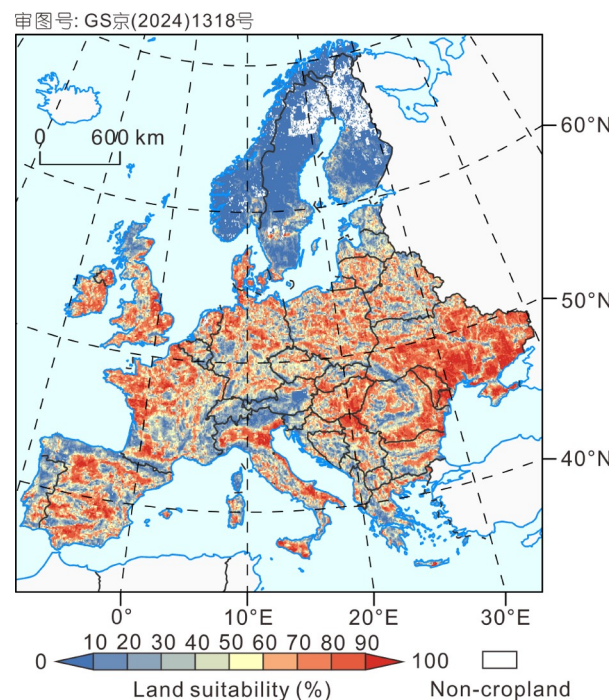 审图号: GS京(2024)1318号
0 600 km
60°N
50°N
40°N
0° 10°E 20°E 30°E
0 10 20 30 40 50 60 70 80 90 100
Land suitability (%) Non-cropland